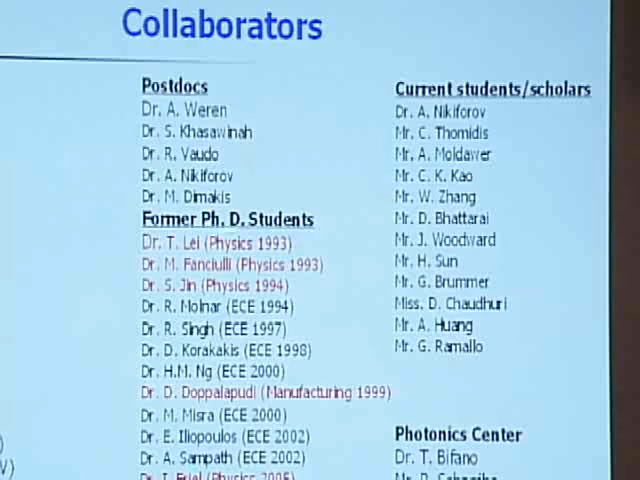 Collaborators
Postdocs
Dr. A. Weren
Dr. S. Khasawinah
Dr. R. Vaudo
Dr. A. Nikiforov
Dr. M. Dimakis
Former Ph. D. Students
Dr. T. Lei (Physics 1993)
Dr. M. Fanciulli (Physics 1993)
Dr. S. Jin (Physics 1994)
Dr. R. Molnar (ECE 1994)
Dr. R. Singh (ECE 1997)
Dr. D. Korakakis (ECE 1998)
Dr. H.M. Ng (ECE 2000)
Dr. D. Doppalapudi (Manufacturing 1999)
Dr. M. Misra (ECE 2000)
Dr. E. Iliopoulos (ECE 2002)
Dr. A. Sampath (ECE 2002)
Current students/scholars
Dr. A. Nikiforov
Mr. C. Thomidis
Mr. A. Moldawer
Mr. C. K. Kao
Mr. W. Zhang
Mr. D. Bhattarai
Mr. J. Woodward
Mr. H. Sun
Mr. G. Brummer
Miss. D. Chaudhuri
Mr. A. Huang
Mr. G. Ramallo
Photonics Center
Dr. T. Bifano